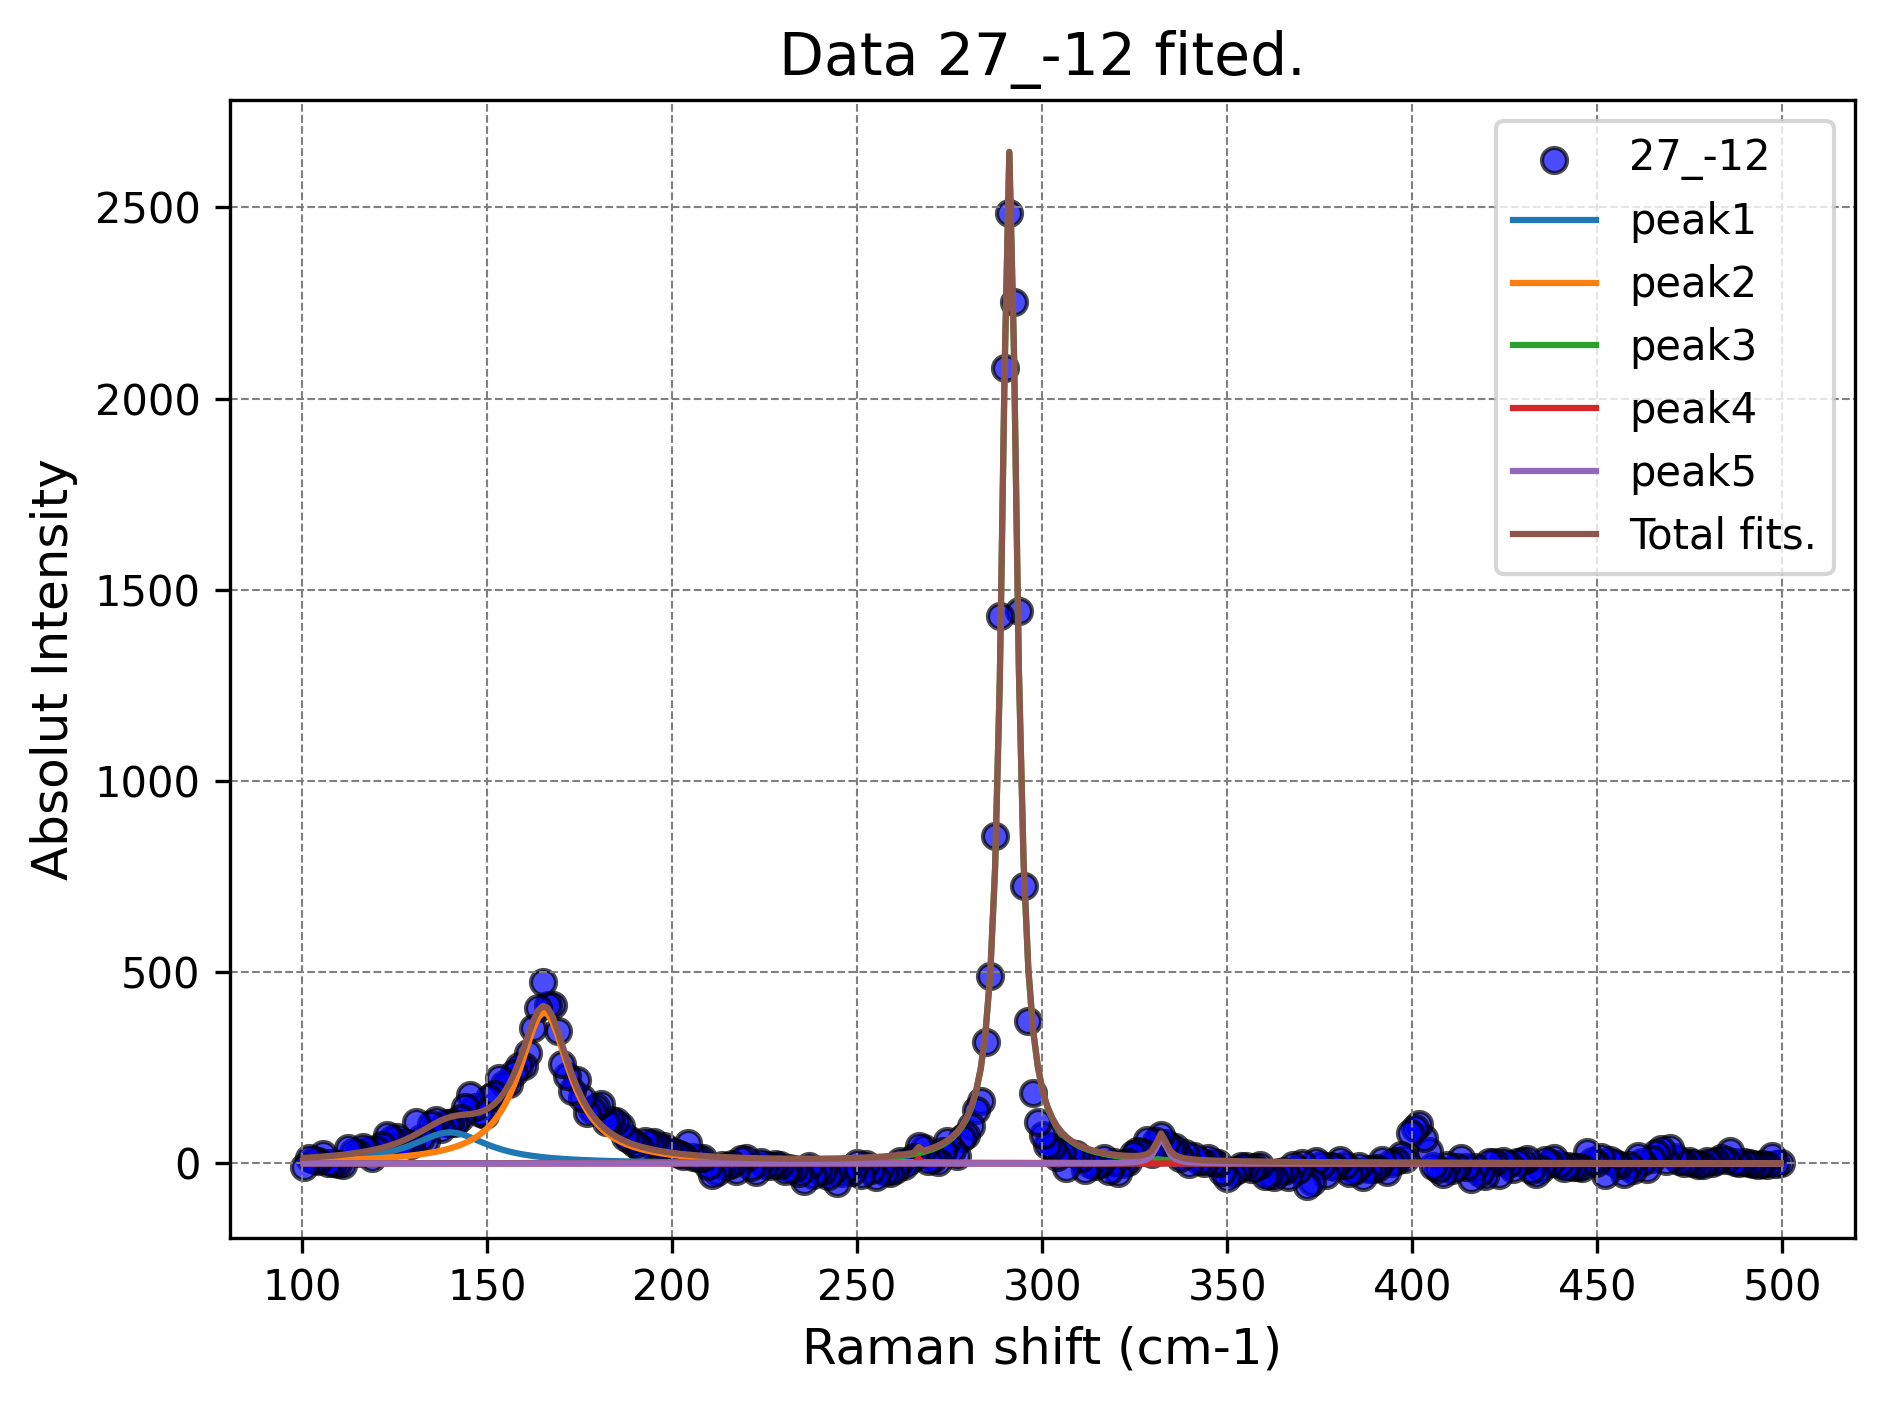 Data 27_-12 fited.
27_-12
peak1
peak2
peak3
peak4
peak5
Total fits.
Absolut Intensity
2500
2000
1500
1000
500
0
100 150 200 250 300 350 400 450 500
Raman shift (cm-1)